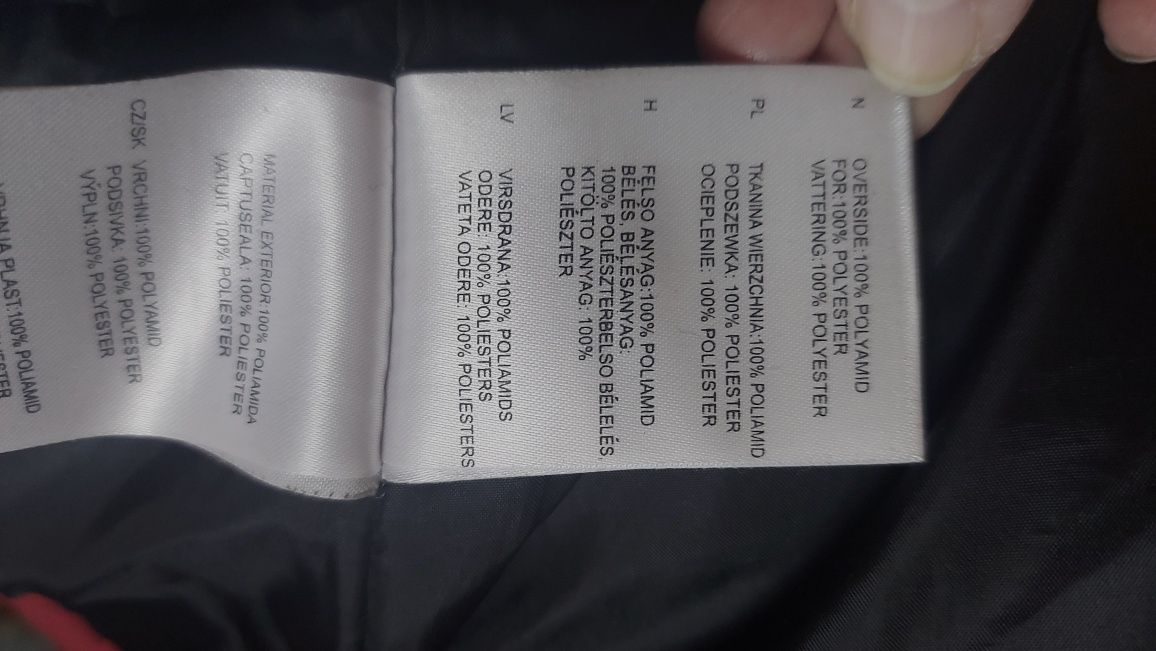 N
OVERSIDE:100% POLYAMID
FOR:100% POLYESTER
VATTERING:100% POLYESTER
PL
TKANINA WIERZCHNIA:100% POLIAMID
PODSZEWKA: 100% POLIESTER
OCIEPLENIE: 100% POLIESTER
H
FELSO ANYAG:100% POLIAMID
BÉLÉS, BÉLÉSANYAG:
100% POLIÉSZTERBELSO BÉLELÉS,
KITÖLTO ANYAG: 100%
POLIÉSZTER
LV
VIRSDRANA:100% POLIAMIDS
ODERE: 100% POLIESTERS
VATETA ODERE: 100% POLIESTERS
MATERIAL EXTERIOR:100% POLIAMIDA
CAPTUSEALA: 100% POLIESTER
VATUIT: 100% POLIESTER
CZ/SK
VRCHNI:100% POLYAMID
PODSIVKA: 100% POLYESTER
VÝPLN:100% POLYESTER
PLAST:100% POLIAMID